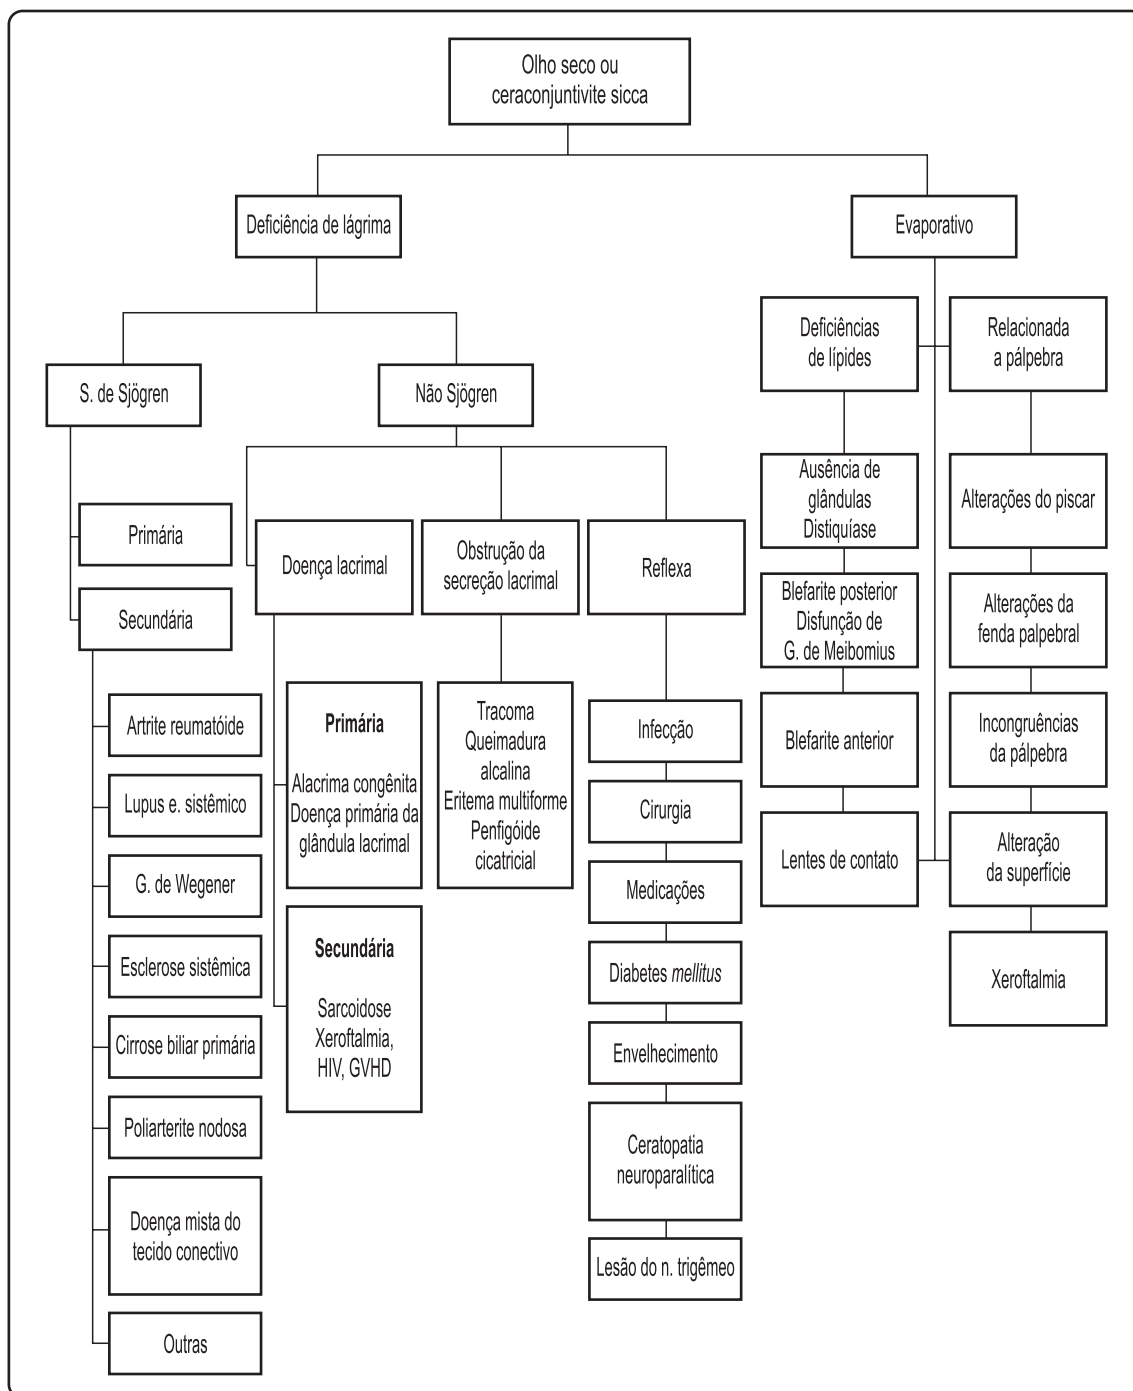 Olho seco ou
ceraconjuntivite sicca
Deficiência de lágrima
Evaporativo
S. de Sjögren
Não Sjögren
Primária
Secundária
Artrite reumatóide
Lupus e. sistêmico
G. de Wegener
Esclerose sistêmica
Cirrose biliar primária
Poliarterite nodosa
Doença mista do
tecido conectivo
Outras
Doença lacrimal
Primária
Alacrima congênita
Doença primária da
glândula lacrimal
Secundária
Sarcoidose
Xeroftalmia,
HIV, GVHD
Obstrução da
secreção lacrimal
Tracoma
Queimadura
alcalina
Eritema multiforme
Penfigóide
cicatricial
Reflexa
Infecção
Cirurgia
Medicações
Diabetes mellitus
Envelhecimento
Ceratopatia
neuroparalítica
Lesão do n. trigêmeo
Deficiências
de lípides
Ausência de
glândulas
Distiquíase
Blefarite posterior
Disfunção de
G. de Meibomius
Blefarite anterior
Lentes de contato
Relacionada
a pálpebra
Alterações do piscar
Alterações da
fenda palpebral
Incongruências
da pálpebra
Alteração
da superfície
Xeroftalmia